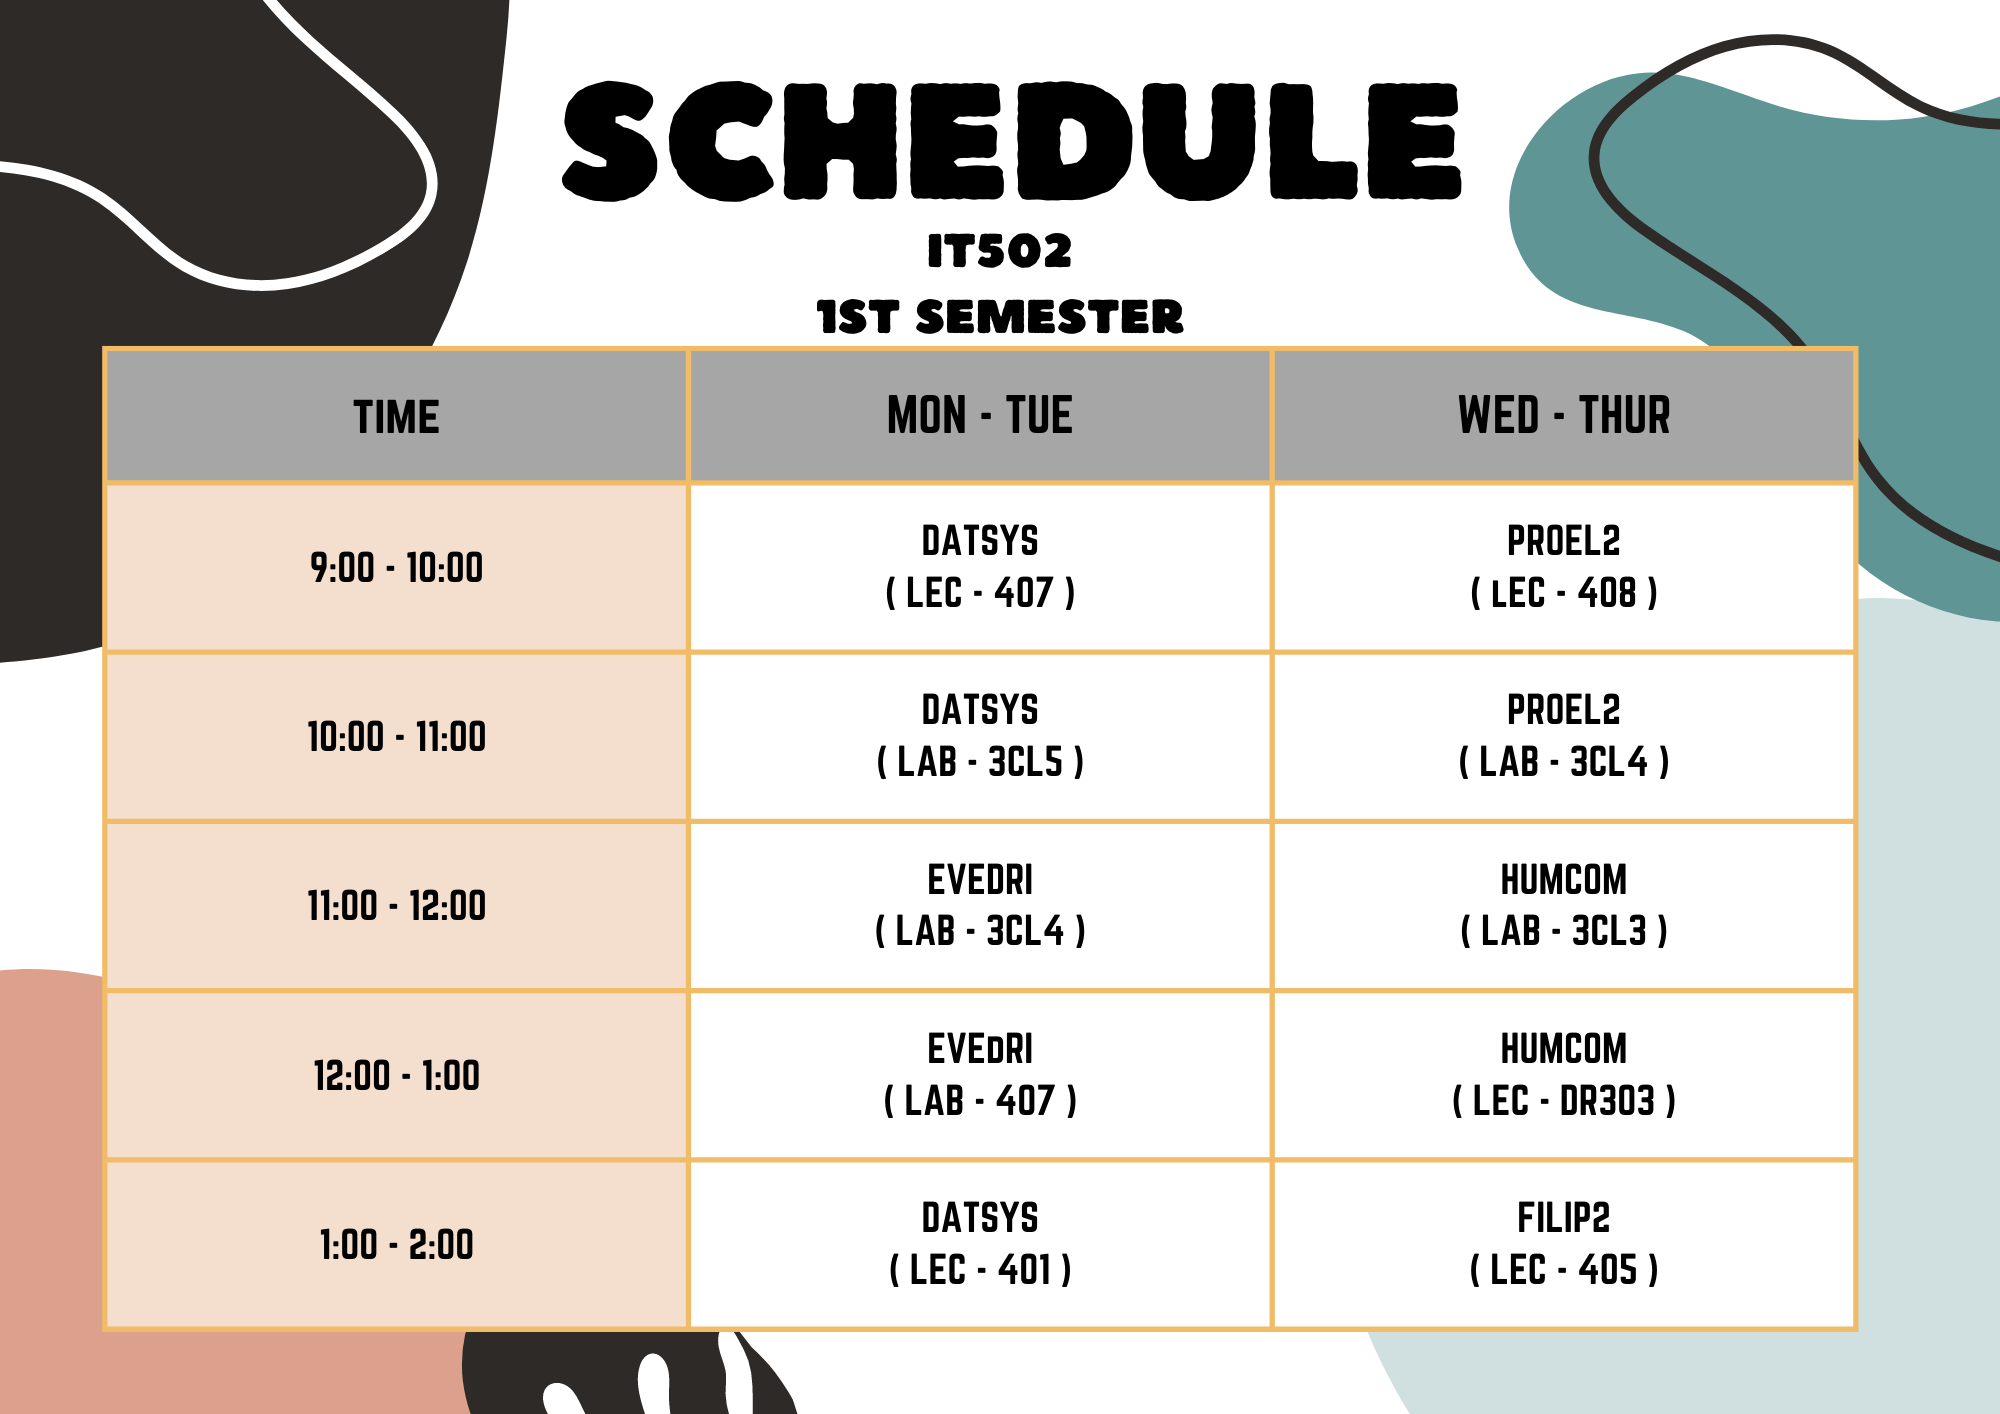 SCHEDULE
IT502
1ST SEMESTER
TIME MON - TUE WED - THUR
9:00 - 10:00
DATSYS
( LEC - 407 )
PROEL2
( LEC - 408 )
10:00 - 11:00
DATSYS
( LAB - 3CL5 )
PROEL2
( LAB - 3CL4 )
11:00 - 12:00
EVEDRI
( LAB - 3CL4 )
HUMCOM
( LAB - 3CL3 )
12:00 - 1:00
EVEDRI
( LAB - 407 )
HUMCOM
( LEC - DR303 )
1:00 - 2:00
DATSYS
( LEC - 401 )
FILIP2
( LEC - 405 )